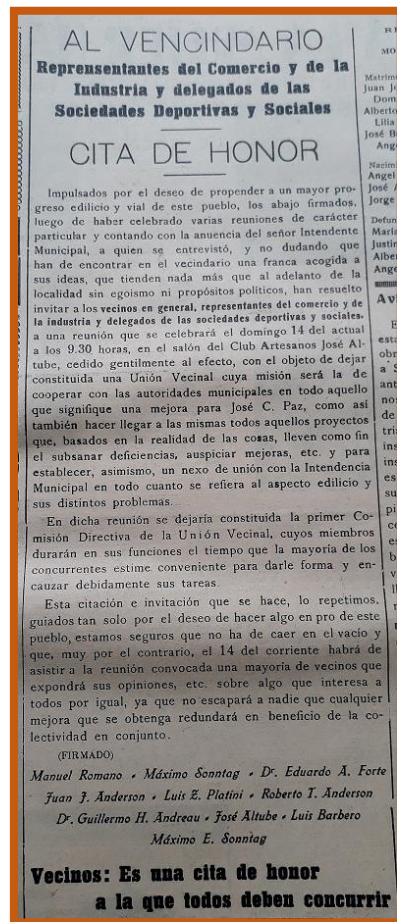 AL VENCINDARIO
Reprensentantes del Comercio y de la
Industria y delegados de las
Sociedades Deportivas y Sociales
CITA DE HONOR
Impulsados por el deseo de propender a un mayor pro-
greso edilicio y vial de este pueblo, los abajo firmados,
luego de haber celebrado varias reuniones de carácter
particular y contando con la anuencia del señor Intendente
Municipal, a quien se entrevistó, y no dudando que
han de encontrar en el vecindario una franca acogida a
sus ideas, que tienden nada más que al adelanto de la
localidad sin egoismo ni propósitos políticos, han resuelto
invitar a los vecinos en general, representantes del comercio y de
la industria y delegados de las sociedades deportivas y sociales,
a una reunión que se celebrará el domingo 14 del actual
a los 9.30 horas, en el salón del Club Artesanos José Al-
tube, cedido gentilmente al efecto, con el objeto de dejar
constituida una Unión Vecinal cuya misión será la de
cooperar con las autoridades municipales en todo aquello
que signifique una mejora para José C. Paz, como así
también hacer llegar a las mismas todos aquellos proyectos
que, basados en la realidad de las cosas, lleven como fin
el subsanar deficiencias, auspiciar mejoras, etc. y para
establecer, asimismo, un nexo de unión con la Intendencia
Municipal en todo cuanto se refiera al aspecto edilicio y
sus distintos problemas.
En dicha reunión se dejaría constituida la primer Co-
misión Directiva de la Unión Vecinal, cuyos miembros
durarán en sus funciones el tiempo que la mayoría de los
concurrentes estime conveniente para darle forma y en-
cauzar debidamente sus tareas.
Esta citación e invitación que se hace, lo repetimos,
guiados tan solo por el deseo de hacer algo en pro de este
pueblo, estamos seguros que no ha de caer en el vacío y
que, muy por el contrario, el 14 del corriente habrá de
asistir a la reunión convocada una mayoría de vecinos que
expondrá sus opiniones, etc. sobre algo que interesa a
todos por igual, ya que no escapará a nadie que cualquier
mejora que se obtenga redundará en beneficio de la co-
lectividad en conjunto.
(FIRMADO)
Manuel Romano - Máximo Sonntag - Dr. Eduardo A. Forte
Juan J. Anderson - Luis Z. Platini - Roberto T. Anderson
Dr. Guillermo H. Andreau - José Altube - Luis Barbero
Máximo E. Sonntag
Vecinos: Es una cita de honor
a la que todos deben concurrir